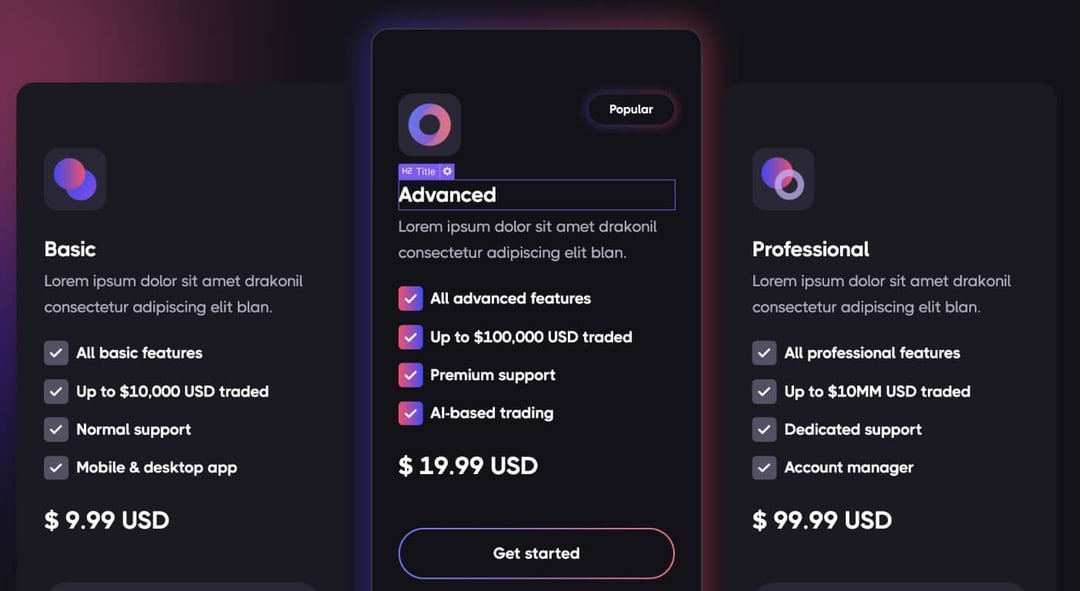 Basic
Lorem ipsum dolor sit amet drakonil
consectetur adipiscing elit blan.
All basic features
Up to $10,000 USD traded
Normal support
Mobile & desktop app
$ 9.99 USD
Popular
H2 Title
Advanced
Lorem ipsum dolor sit amet drakonil
consectetur adipiscing elit blan.
All advanced features
Up to $100,000 USD traded
Premium support
AI-based trading
$ 19.99 USD
Get started
Professional
Lorem ipsum dolor sit amet drakonil
consectetur adipiscing elit blan.
All professional features
Up to $10MM USD traded
Dedicated support
Account manager
$ 99.99 USD